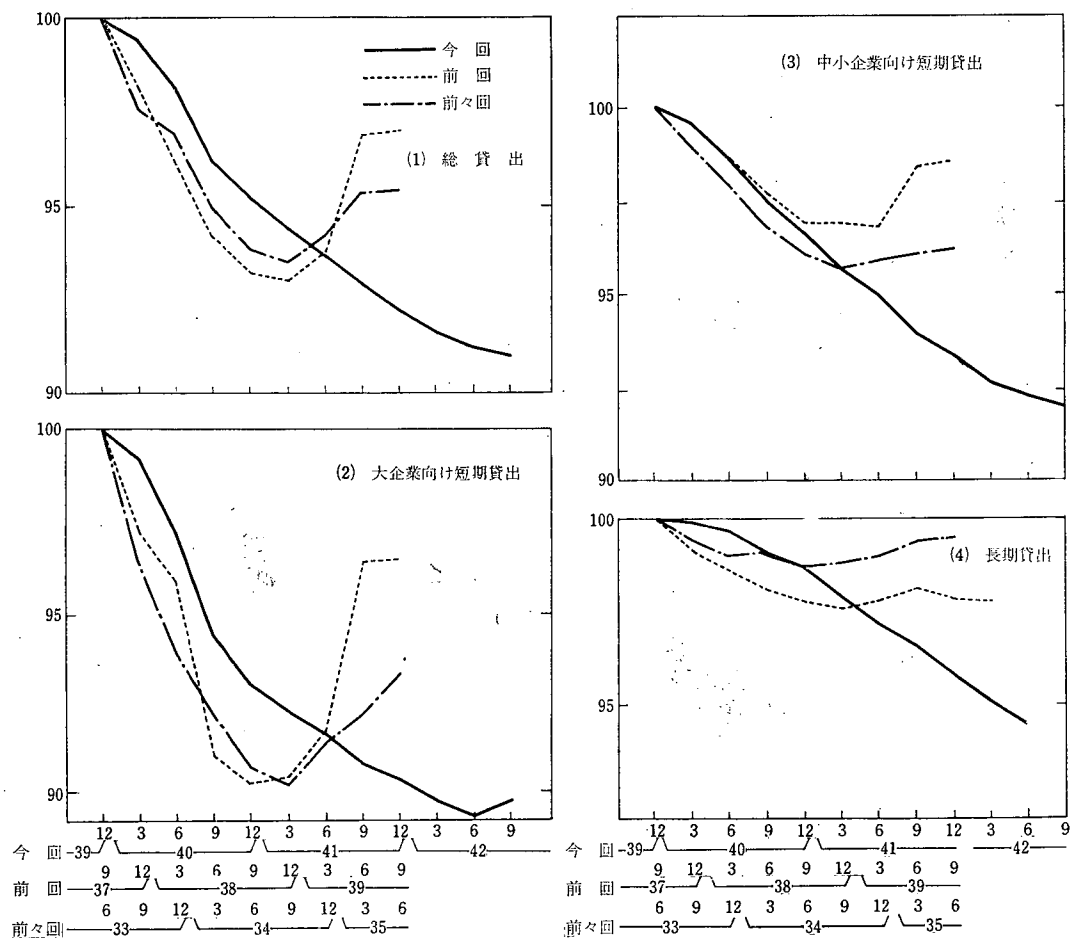 100
95
90
今 回
前 回
前々回
(1) 総 貸 出
100
95
90
(2) 大企業向け短期貸出
12 3 6 9 12 3 6 9 12 3 6 9
今 回 -39 40 41 42
9 12 3 6 9 12 3 6 9
前 回 37 38 39
6 9 12 3 6 9 12 3 6
前々回 33 34 35
100
95
90
(3) 中小企業向け短期貸出
100
95
(4) 長期貸出
12 3 6 9 12 3 6 9 12 3 6 9
今 回 -39 40 41 42
9 12 3 6 9 12 3 6 9
前 回 37 38 39
6 9 12 3 6 9 12 3 6
前々回 33 34 35